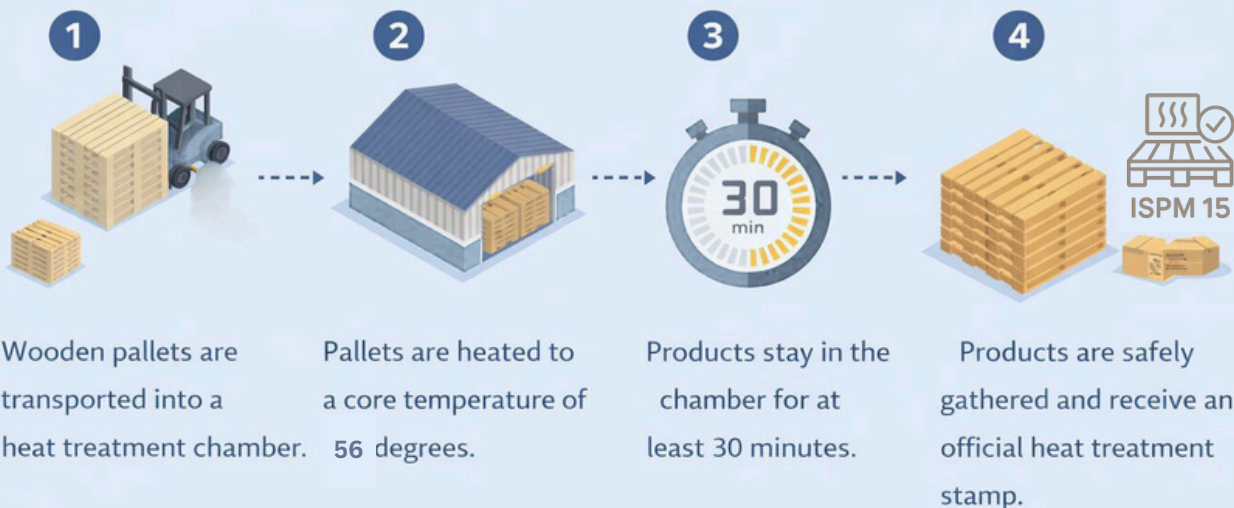 1
2
3
4
30
min
ISPM 15
Wooden pallets are
transported into a
heat treatment chamber.
Pallets are heated to
a core temperature of
56 degrees.
Products stay in the
chamber for at
least 30 minutes.
Products are safely
gathered and receive an
official heat treatment
stamp.